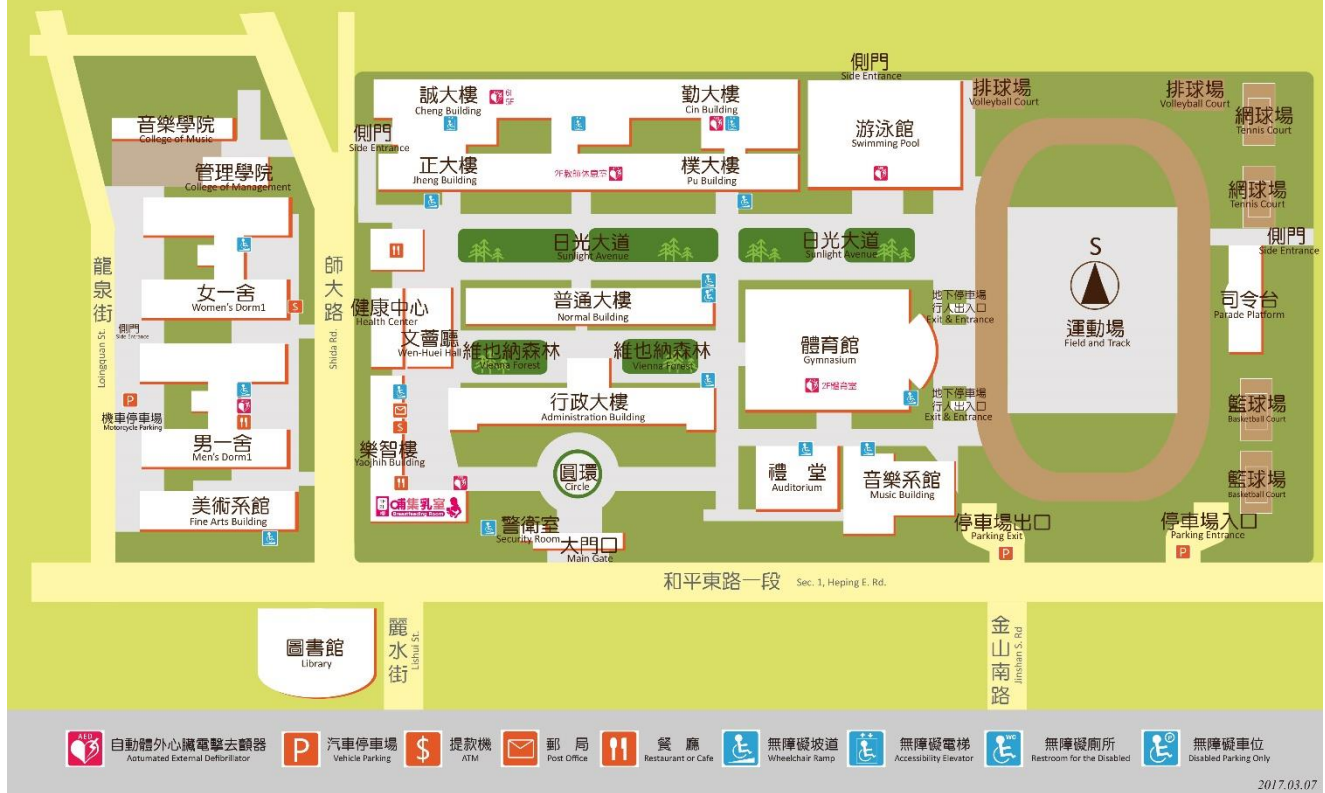 側門
Side Entrance
誠大樓
Cheng Building
勤大樓
Cin Building
排球場
Volleyball Court
排球場
Volleyball Court
音樂學院
College of Music
側門
Side Entrance
游泳館
Swimming Pool
網球場
Tennis Court
管理學院
College of Management
正大樓
Jheng Building
樸大樓
Pu Building
網球場
Tennis Court
日光大道
Sunlight Avenue
日光大道
Sunlight Avenue
側門
Side Entrance
S
龍泉街
Loingquan St.
師大路
Shida Rd.
女一舍
Women's Dorm1
S
健康中心
Health Center
普通大樓
Normal Building
地下停車場
行人出入口
Exit & Entrance
司令台
Parade Platform
運動場
Field and Track
側門
Side Entrance
文薈廳
Wen-Huei Hall
維也納森林
Vienna Forest
維也納森林
Vienna Forest
體育館
Gymnasium
2F體育室
P
機車停車場
Motorcycle Parking
行政大樓
Administration Building
地下停車場
行人出入口
Exit & Entrance
籃球場
Basketball Court
男一舍
Men's Dorm1
S
樂智樓
Yaojhih Building
圓環
Circle
禮堂
Auditorium
音樂系館
Music Building
籃球場
Basketball Court
美術系館
Fine Arts Building
哺集乳室
Breastfeeding Room
警衛室
Security Room
大門口
Main Gate
停車場出口
Parking Exit
P
停車場入口
Parking Entrance
P
和平東路一段 Sec. 1, Heping E. Rd.
圖書館
Library
麗水街
Lishui St.
金山南路
Jinshan S. Rd
AED
自動體外心臟電擊去顫器
Aotumated External Defibrillator
P
汽車停車場
Vehicle Parking
$
提款機
ATM
郵局
Post Office
餐廳
Restaurant or Cafe
無障礙坡道
Wheelchair Ramp
無障礙電梯
Accessibility Elevator
WC
無障礙廁所
Restroom for the Disabled
P
無障礙車位
Disabled Parking Only
2017.03.07